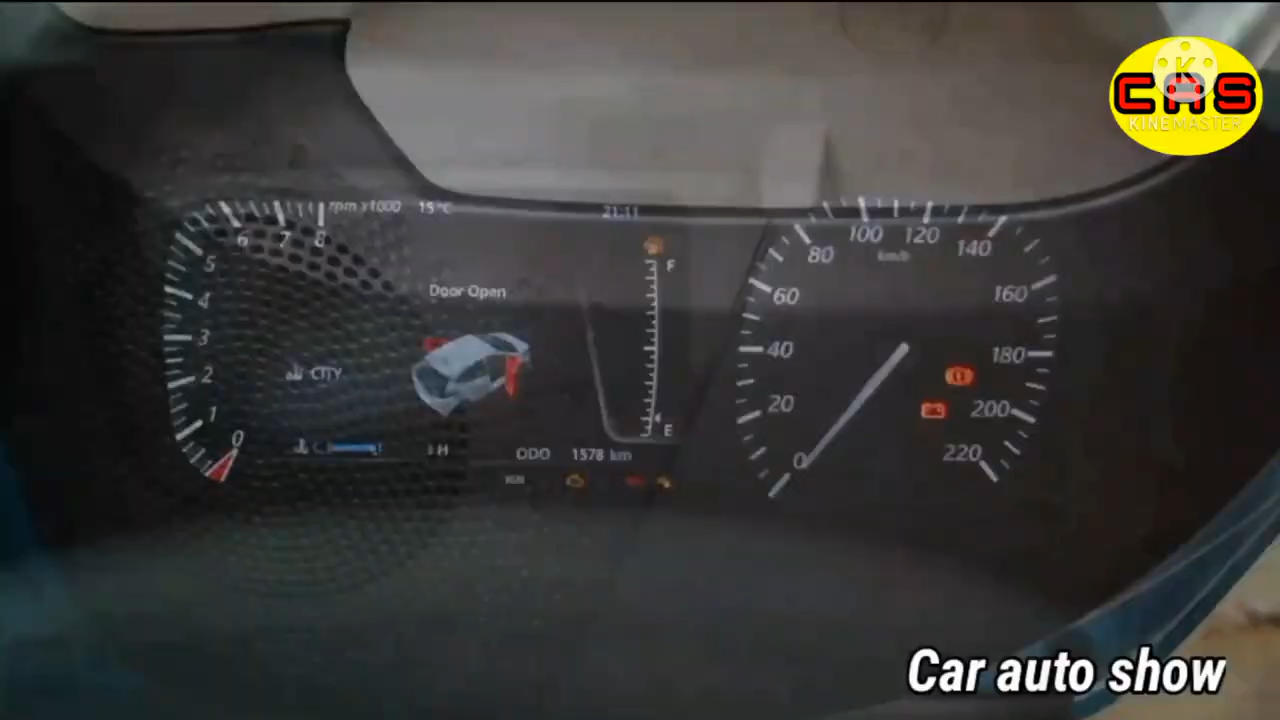 CAS
KINEMASTER
rpm x1000
15°C
21:11
6 7 8
5
4
3
2
1
0
Door Open
CITY
F
E
ODO 1578 km
0
20
40
60
80
100
120
140
160
180
200
220
km/h
Car auto show